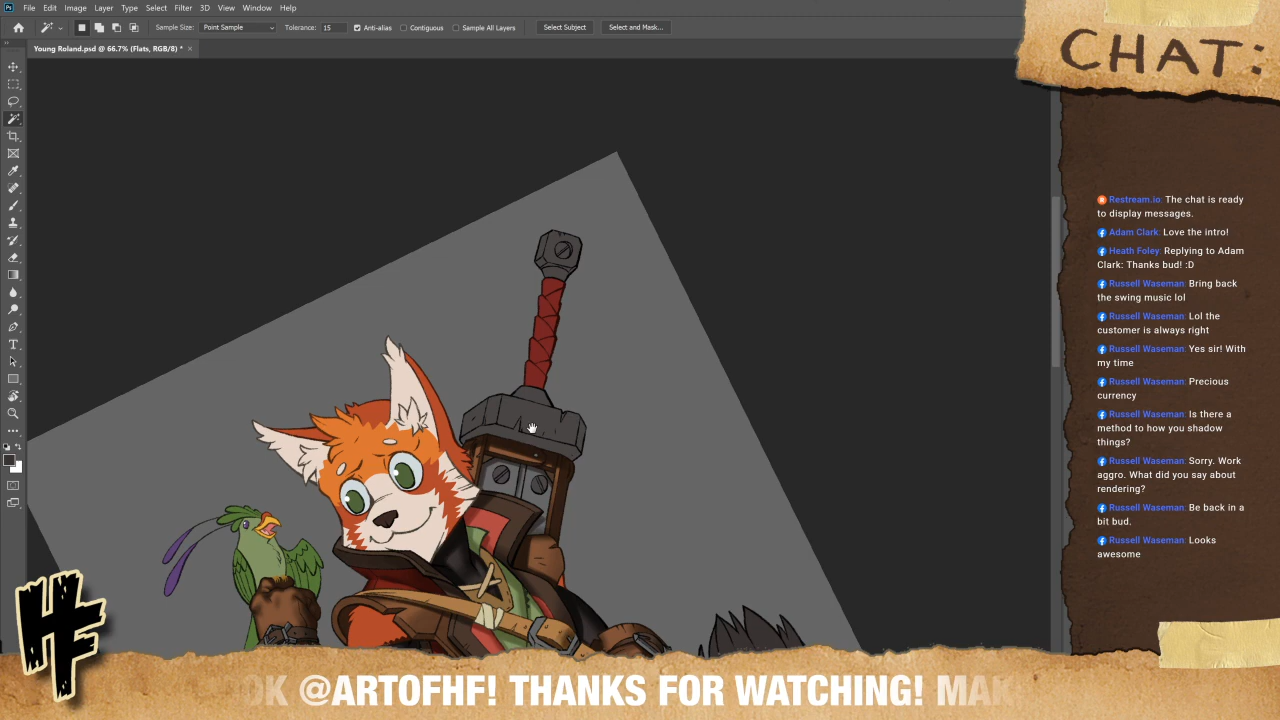 File Edit Image Layer Type Select Filter 3D View Window Help
Sample Size: Point Sample Tolerance: 15 Anti-alias Contiguous Sample All Layers Select Subject Select and Mask...
Young Roland.psd @ 66.7% (Flats, RGB/8) *
CHAT:
Restream.io: The chat is ready
to display messages.
Adam Clark: Love the intro!
Heath Foley: Replying to Adam
Clark: Thanks bud! :D
Russell Waseman: Bring back
the swing music lol
Russell Waseman: Lol the
customer is always right
Russell Waseman: Yes sir! With
my time
Russell Waseman: Precious
currency
Russell Waseman: Is there a
method to how you shadow
things?
Russell Waseman: Sorry. Work
aggro. What did you say about
rendering?
Russell Waseman: Be back in a
bit bud.
Russell Waseman: Looks
awesome
HF
OK @ARTOFHF! THANKS FOR WATCHING! MAK